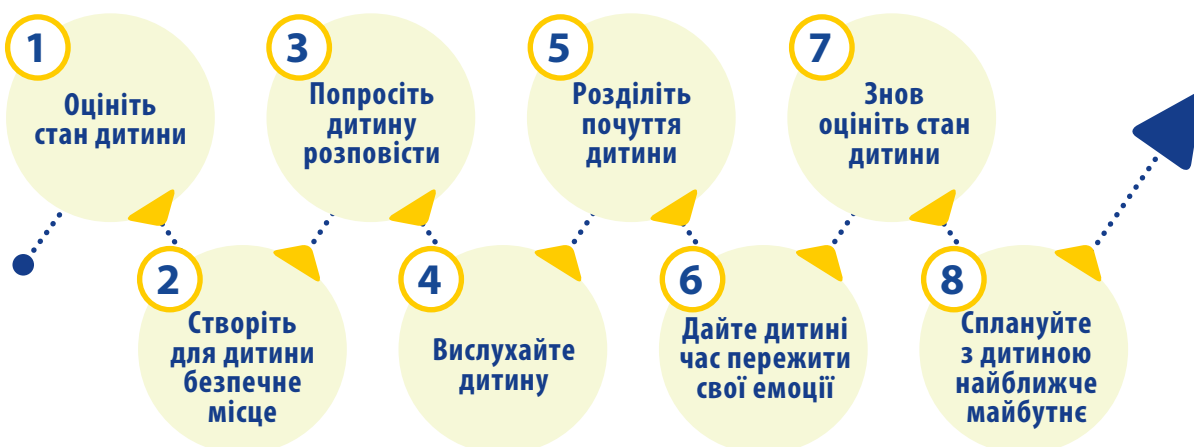 1
Оцініть
стан дитини
2
Створіть
для дитини
безпечне
місце
3
Попросіть
дитину
розповісти
4
Вислухайте
дитину
5
Розділіть
почуття
дитини
6
Дайте дитині
час пережити
свої емоції
7
Знов
оцініть стан
дитини
8
Сплануйте
з дитиною
найближче
майбутнє